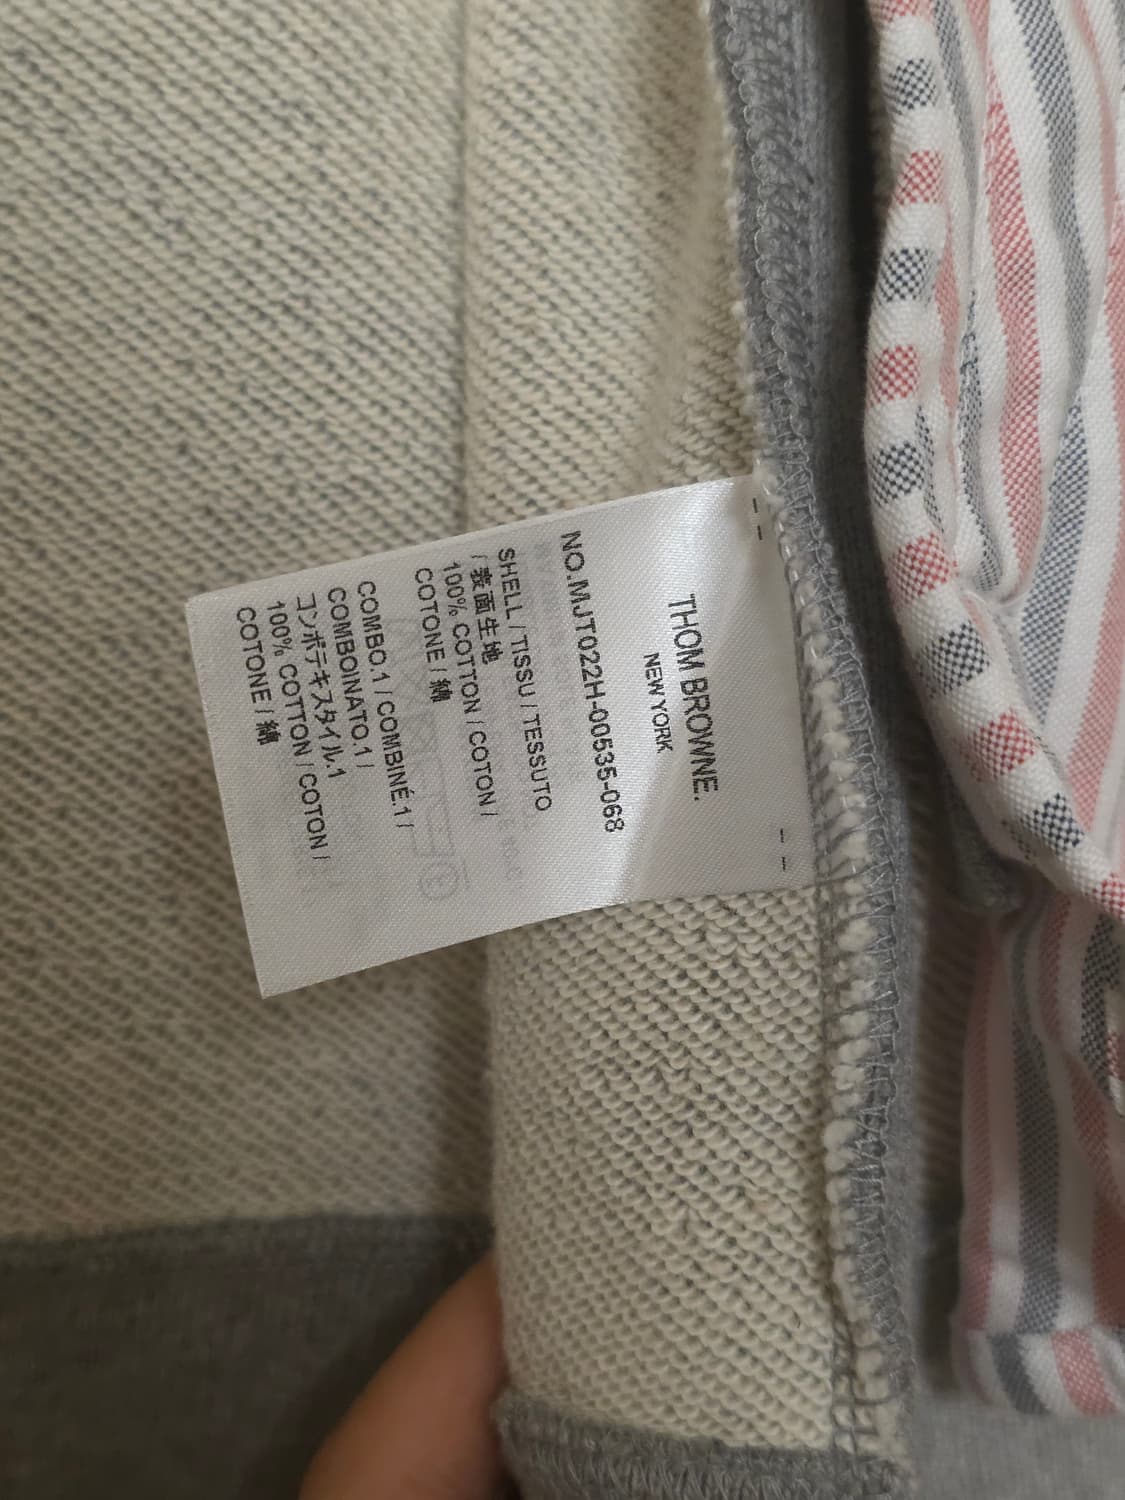 THOM BROWNE.
NEW YORK
NO.MJT022H-00535-068
SHELL / TISSU / TESSUTO
/ 表面生地
100% COTTON / COTON /
COTONE / 綿
COMBO.1 / COMBINÉ.1 /
COMBOINATO.1 /
コンボテキスタイル.1
100% COTTON / COTON /
COTONE / 綿